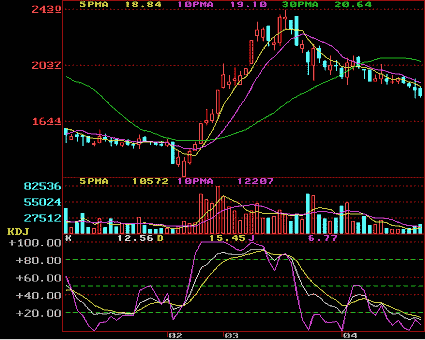 5PMA 18.84 10PMA 19.10 30PMA 20.64
2439
2037
1644
5PMA 10572 10PMA 12207
82536
55024
27512
KDJ
K 12.56 D 15.45 J 6.77
+100.00
+80.00
+60.00
+40.00
+20.00
02 03 04